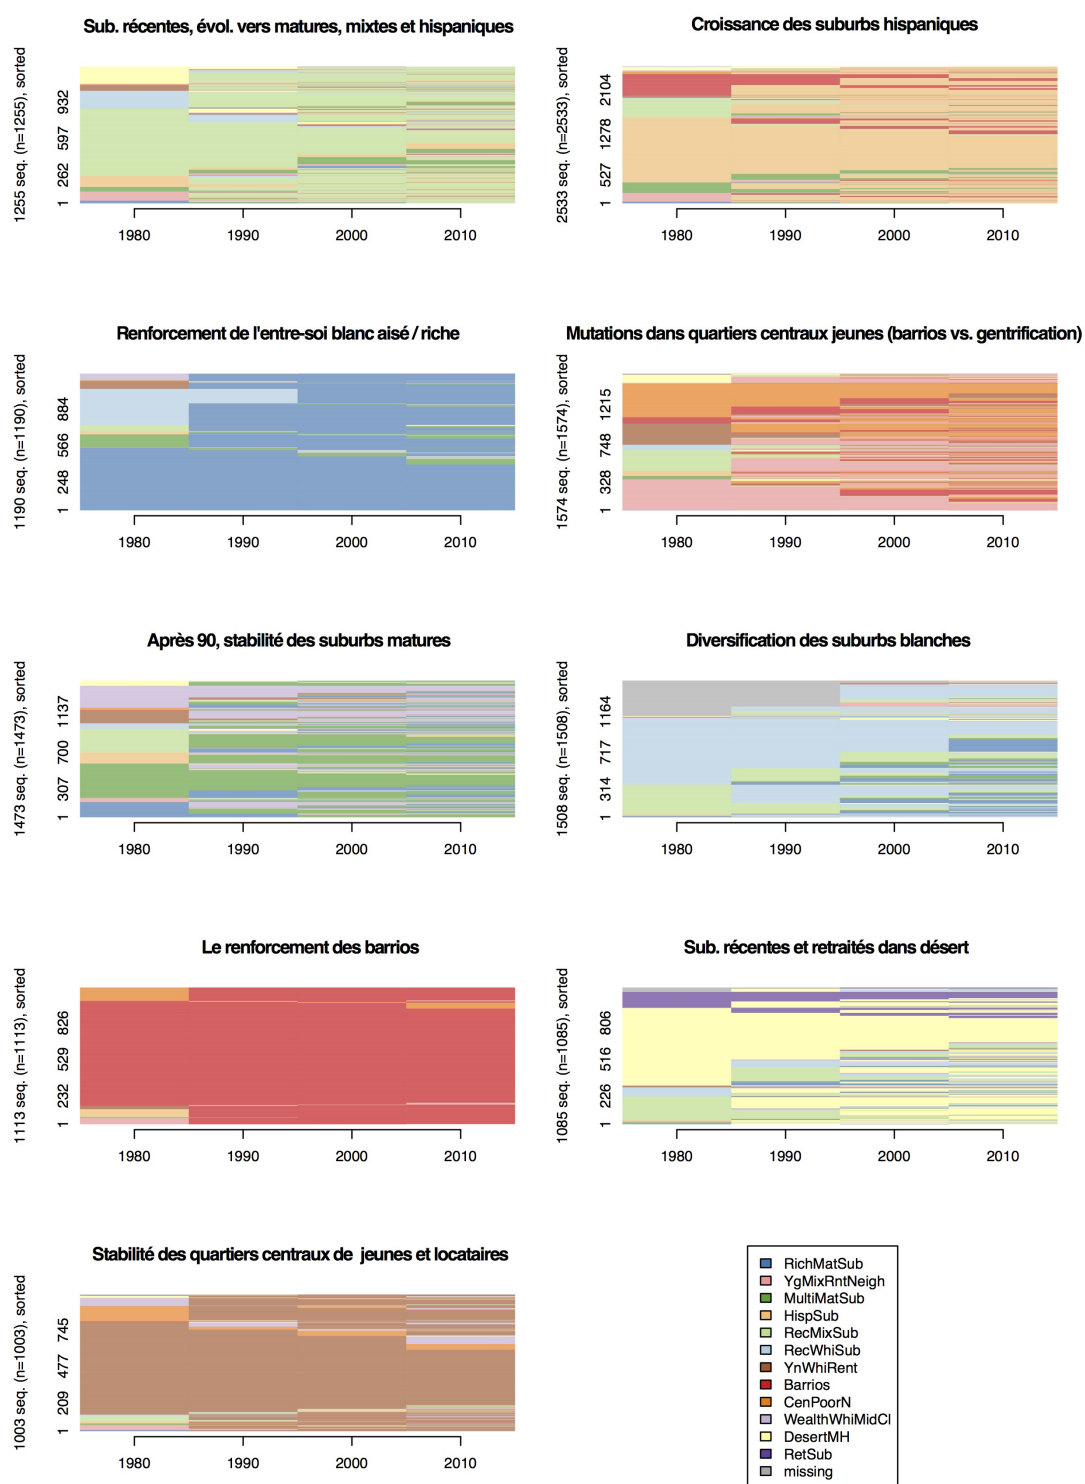 Sub. récentes, évol. vers matures, mixtes et hispaniques
1255 seq. (n=1255), sorted
1 262 597 932
1980 1990 2000 2010
Croissance des suburbs hispaniques
2533 seq. (n=2533), sorted
1 527 1278 2104
1980 1990 2000 2010
Renforcement de l'entre-soi blanc aisé / riche
1190 seq. (n=1190), sorted
1 248 566 884
1980 1990 2000 2010
Mutations dans quartiers centraux jeunes (barrios vs. gentrification)
1574 seq. (n=1574), sorted
1 328 748 1215
1980 1990 2000 2010
Après 90, stabilité des suburbs matures
1473 seq. (n=1473), sorted
1 307 700 1137
1980 1990 2000 2010
Diversification des suburbs blanches
1508 seq. (n=1508), sorted
1 314 717 1164
1980 1990 2000 2010
Le renforcement des barrios
1113 seq. (n=1113), sorted
1 232 529 826
1980 1990 2000 2010
Sub. récentes et retraités dans désert
1085 seq. (n=1085), sorted
1 226 516 806
1980 1990 2000 2010
Stabilité des quartiers centraux de jeunes et locataires
1003 seq. (n=1003), sorted
1 209 477 745
1980 1990 2000 2010
RichMatSub
YgMixRntNeigh
MultiMatSub
HispSub
RecMixSub
RecWhiSub
YnWhiRent
Barrios
CenPoorN
WealthWhiMidCl
DesertMH
RetSub
missing